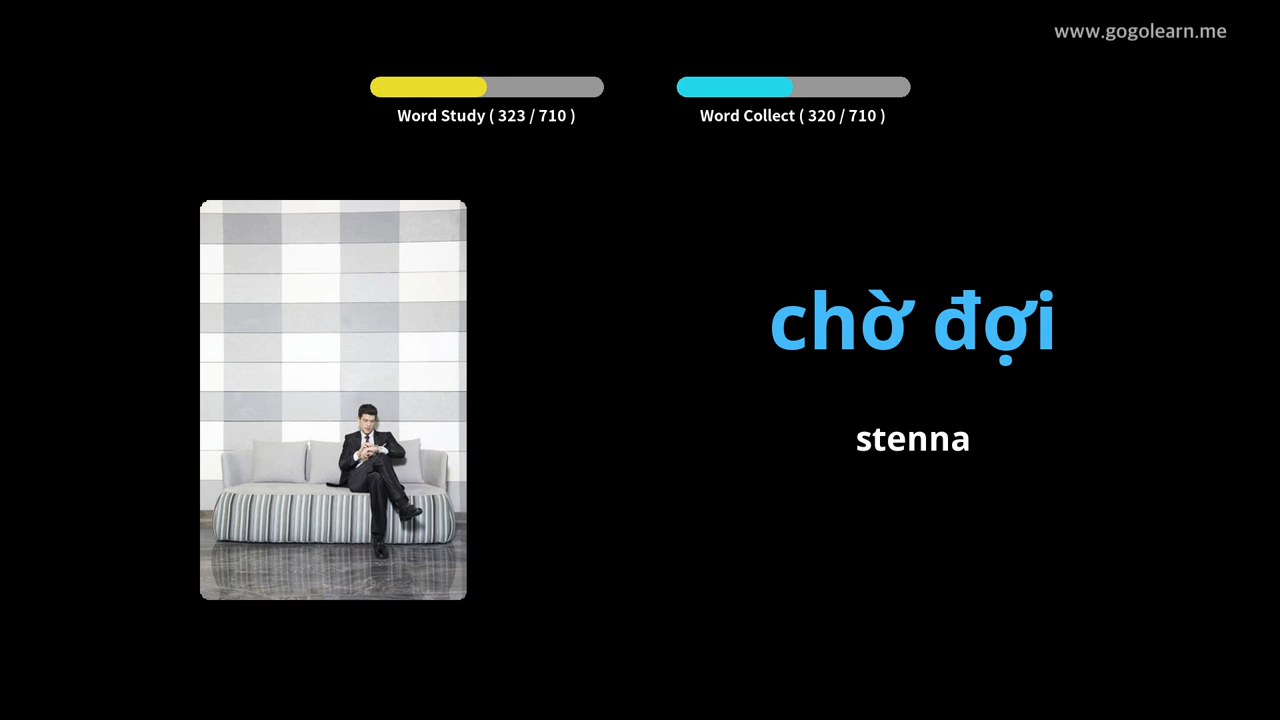 www.gogolearn.me
Word Study ( 323 / 710 )
Word Collect ( 320 / 710 )
chờ đợi
stenna